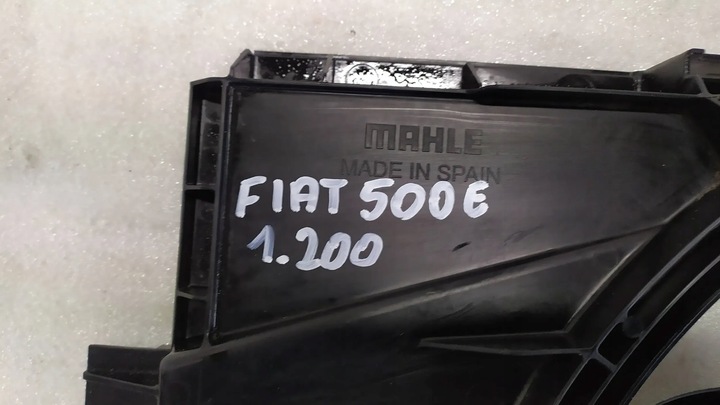 MAHLE
MADE IN SPAIN
FIAT 500E
1.200